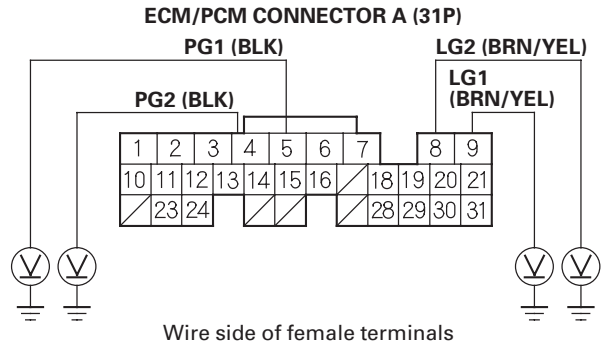 ECM/PCM CONNECTOR A (31P)
PG1 (BLK)
LG2 (BRN/YEL)
LG1
(BRN/YEL)
PG2 (BLK)
1 2 3 4 5 6 7 8 9
10 11 12 13 14 15 16 18 19 20 21
23 24 28 29 30 31
V V V V
Wire side of female terminals